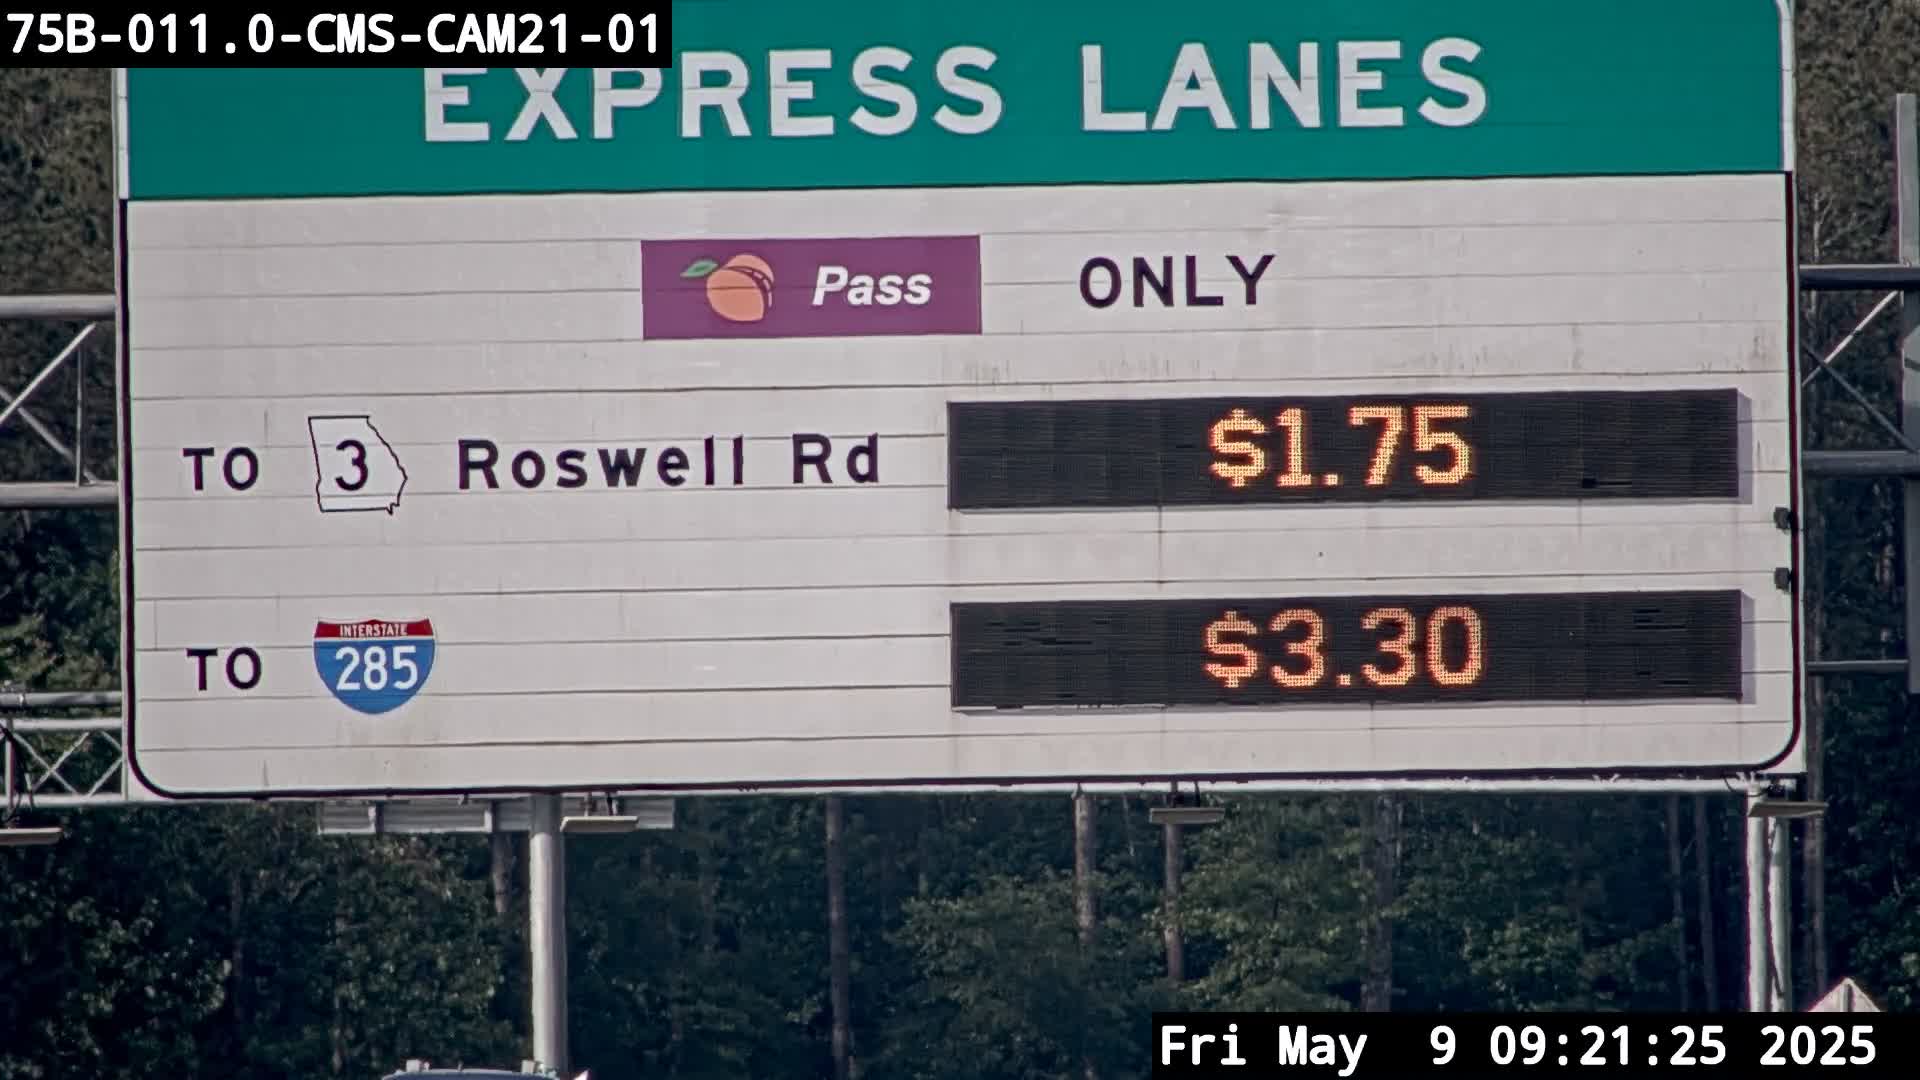 75B-011.0-CMS-CAM21-01
EXPRESS LANES
Pass ONLY
TO 3 Roswell Rd $1.75
TO INTERSTATE 285 $3.30
Fri May 9 09:21:25 2025